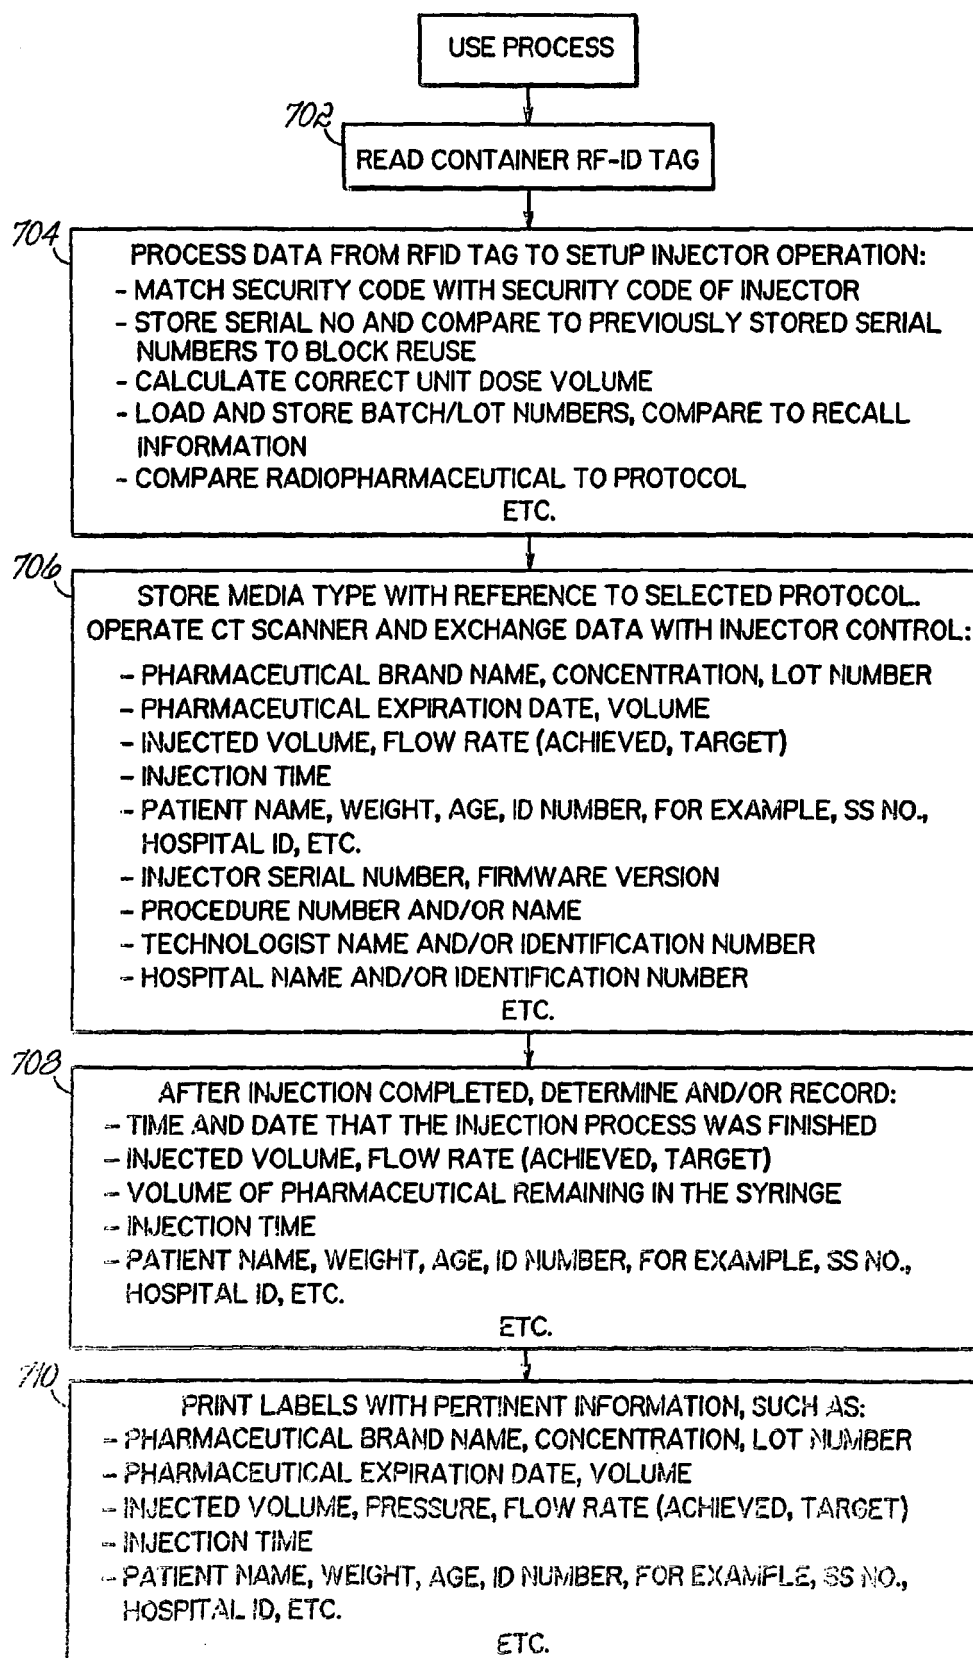 USE PROCESS
702
READ CONTAINER RF-ID TAG
704
PROCESS DATA FROM RFID TAG TO SETUP INJECTOR OPERATION:
- MATCH SECURITY CODE WITH SECURITY CODE OF INJECTOR
- STORE SERIAL NO AND COMPARE TO PREVIOUSLY STORED SERIAL
NUMBERS TO BLOCK REUSE
- CALCULATE CORRECT UNIT DOSE VOLUME
- LOAD AND STORE BATCH/LOT NUMBERS, COMPARE TO RECALL
INFORMATION
- COMPARE RADIOPHARMACEUTICAL TO PROTOCOL
ETC.
706
STORE MEDIA TYPE WITH REFERENCE TO SELECTED PROTOCOL.
OPERATE CT SCANNER AND EXCHANGE DATA WITH INJECTOR CONTROL:
- PHARMACEUTICAL BRAND NAME, CONCENTRATION, LOT NUMBER
- PHARMACEUTICAL EXPIRATION DATE, VOLUME
- INJECTED VOLUME, FLOW RATE (ACHIEVED, TARGET)
- INJECTION TIME
- PATIENT NAME, WEIGHT, AGE, ID NUMBER, FOR EXAMPLE, SS NO.,
HOSPITAL ID, ETC.
- INJECTOR SERIAL NUMBER, FIRMWARE VERSION
- PROCEDURE NUMBER AND/OR NAME
- TECHNOLOGIST NAME AND/OR IDENTIFICATION NUMBER
- HOSPITAL NAME AND/OR IDENTIFICATION NUMBER
ETC.
708
AFTER INJECTION COMPLETED, DETERMINE AND/OR RECORD:
- TIME AND DATE THAT THE INJECTION PROCESS WAS FINISHED
- INJECTED VOLUME, FLOW RATE (ACHIEVED, TARGET)
- VOLUME OF PHARMACEUTICAL REMAINING IN THE SYRINGE
- INJECTION TIME
- PATIENT NAME, WEIGHT, AGE, ID NUMBER, FOR EXAMPLE, SS NO.,
HOSPITAL ID, ETC.
ETC.
710
PRINT LABELS WITH PERTINENT INFORMATION, SUCH AS:
- PHARMACEUTICAL BRAND NAME, CONCENTRATION, LOT NUMBER
- PHARMACEUTICAL EXPIRATION DATE, VOLUME
- INJECTED VOLUME, PRESSURE, FLOW RATE (ACHIEVED, TARGET)
- INJECTION TIME
- PATIENT NAME, WEIGHT, AGE, ID NUMBER, FOR EXAMPLE, SS NO.,
HOSPITAL ID, ETC.
ETC.